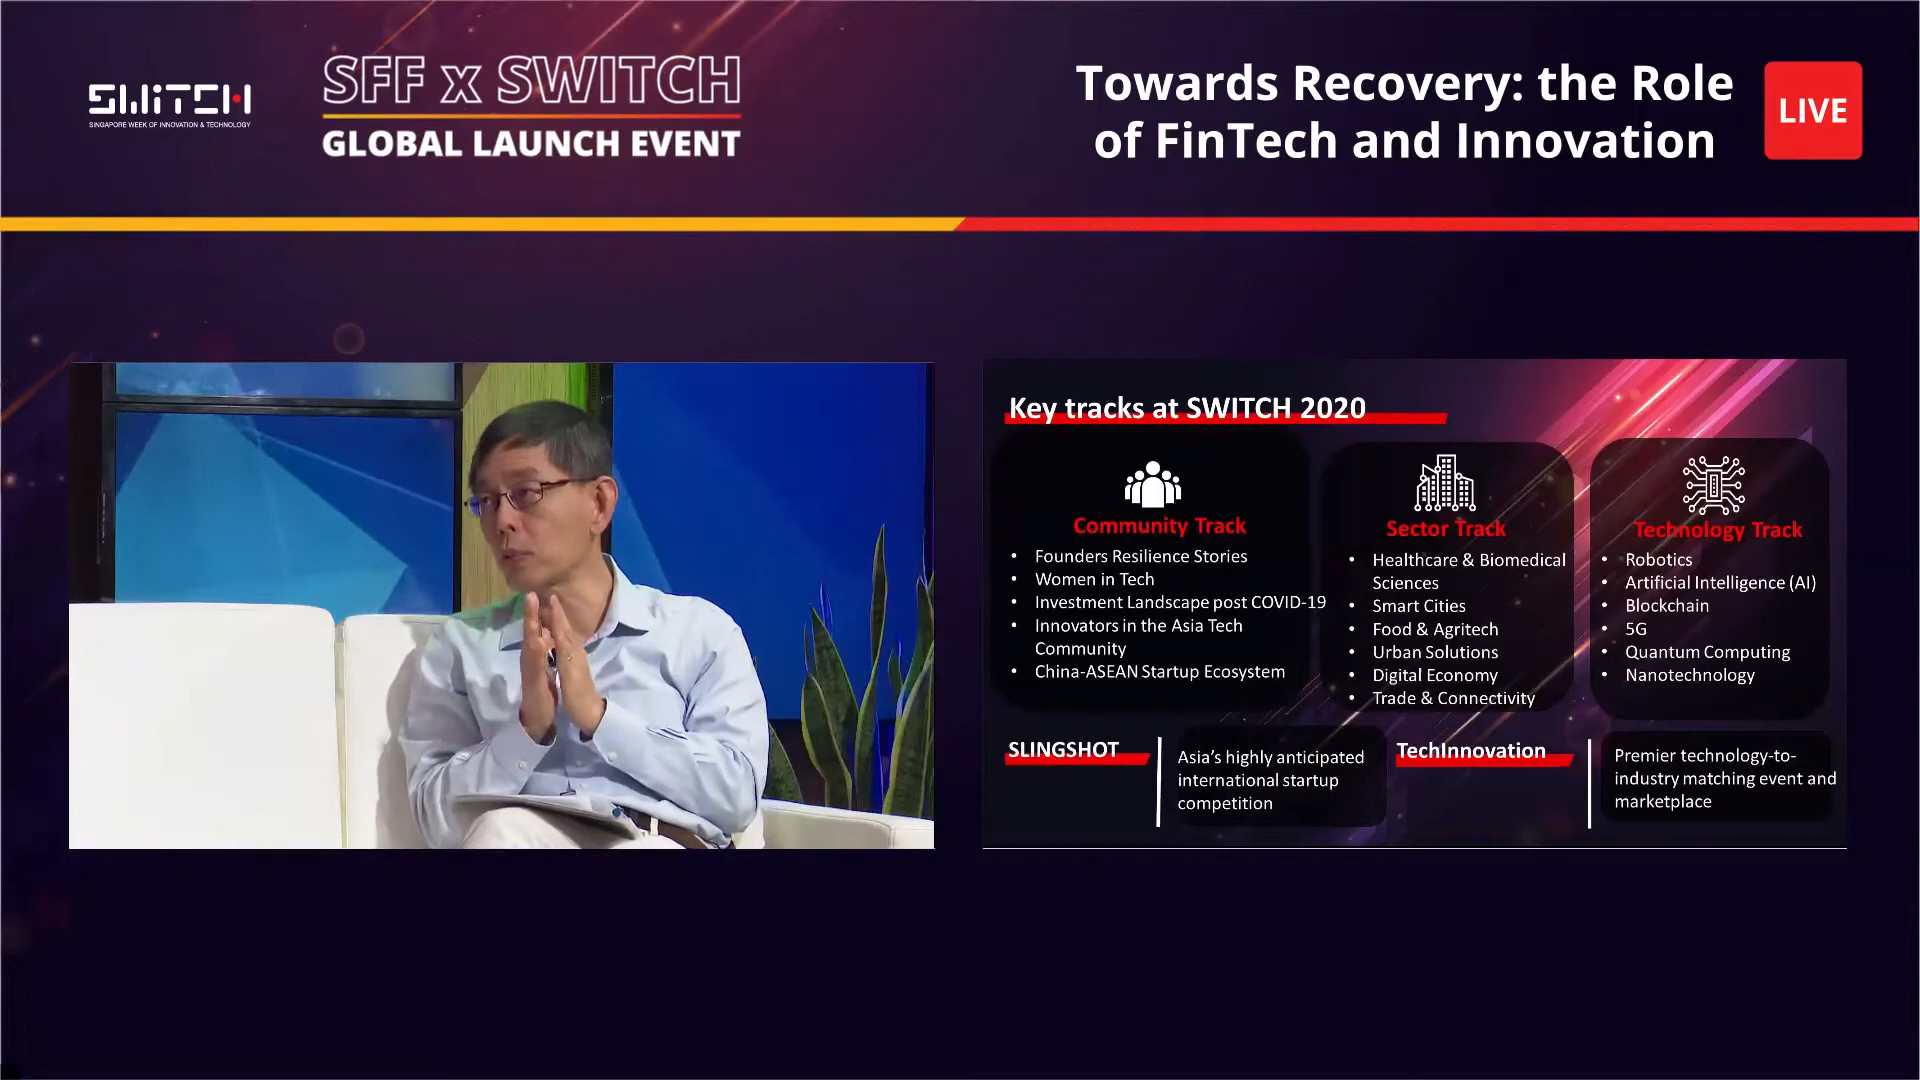 SWITCH
SINGAPORE WEEK OF INNOVATION & TECHNOLOGY
SFF x SWITCH
GLOBAL LAUNCH EVENT
Towards Recovery: the Role
of FinTech and Innovation
LIVE
Key tracks at SWITCH 2020
Community Track
• Founders Resilience Stories
• Women in Tech
• Investment Landscape post COVID-19
• Innovators in the Asia Tech
Community
• China-ASEAN Startup Ecosystem
Sector Track
• Healthcare & Biomedical
Sciences
• Smart Cities
• Food & Agritech
• Urban Solutions
• Digital Economy
• Trade & Connectivity
Technology Track
• Robotics
• Artificial Intelligence (AI)
• Blockchain
• 5G
• Quantum Computing
• Nanotechnology
SLINGSHOT
Asia’s highly anticipated
international startup
competition
TechInnovation
Premier technology-to-
industry matching event and
marketplace